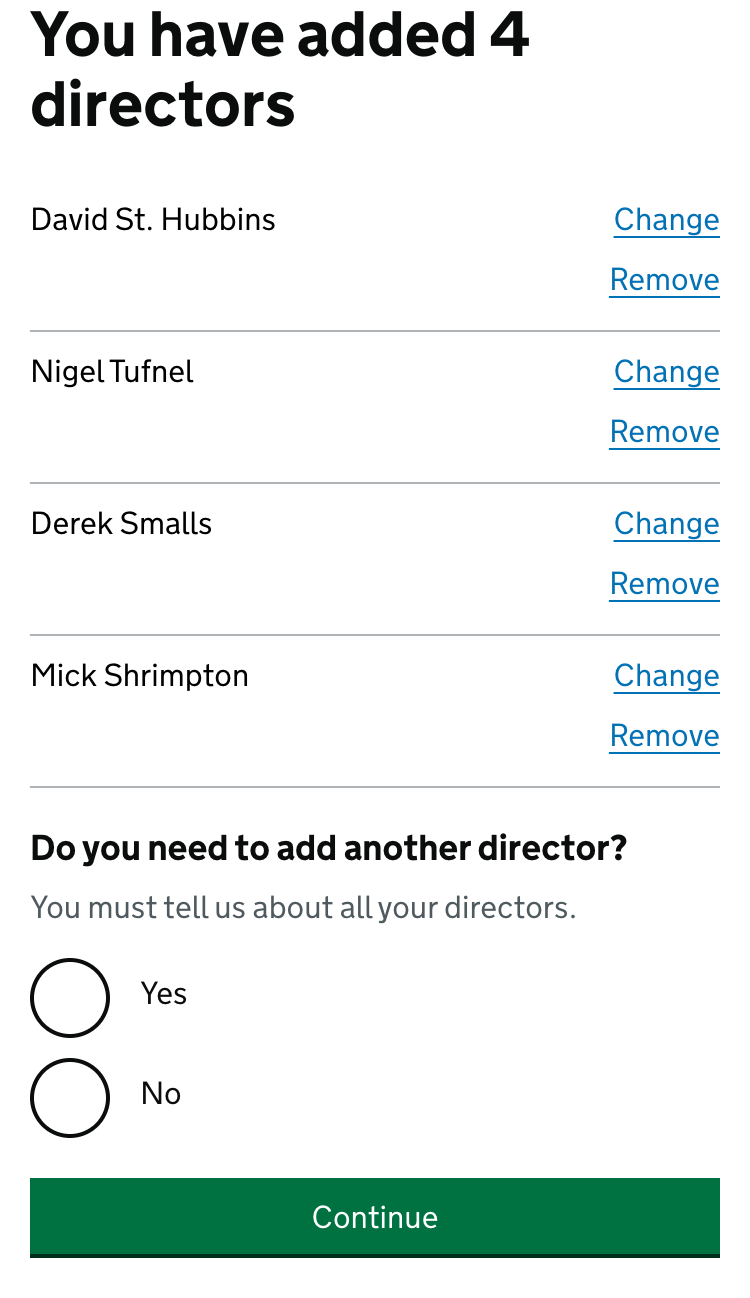 You have added 4
directors
David St. Hubbins
Change
Remove
Nigel Tufnel
Change
Remove
Derek Smalls
Change
Remove
Mick Shrimpton
Change
Remove
Do you need to add another director?
You must tell us about all your directors.
Yes
No
Continue